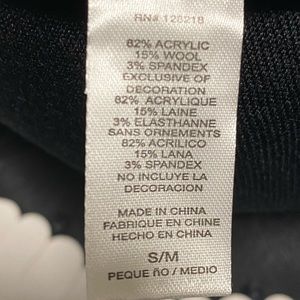 RN# 128218
82% ACRYLIC
15% WOOL
3% SPANDEX
EXCLUSIVE OF
DECORATION
82% ACRYLIQUE
15% LAINE
3% ELASTHANNE
SANS ORNEMENTS
82% ACRILICO
15% LANA
3% SPANDEX
NO INCLUYE LA
DECORACION
MADE IN CHINA
FABRIQUE EN CHINE
HECHO EN CHINA
S/M
PEQUE ñO / MEDIO